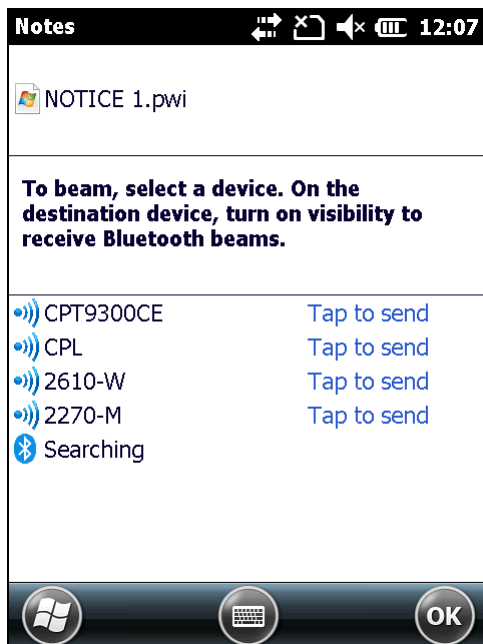 Notes 12:07
NOTICE 1.pwi
To beam, select a device. On the
destination device, turn on visibility to
receive Bluetooth beams.
CPT9300CE Tap to send
CPL Tap to send
2610-W Tap to send
2270-M Tap to send
Searching
OK